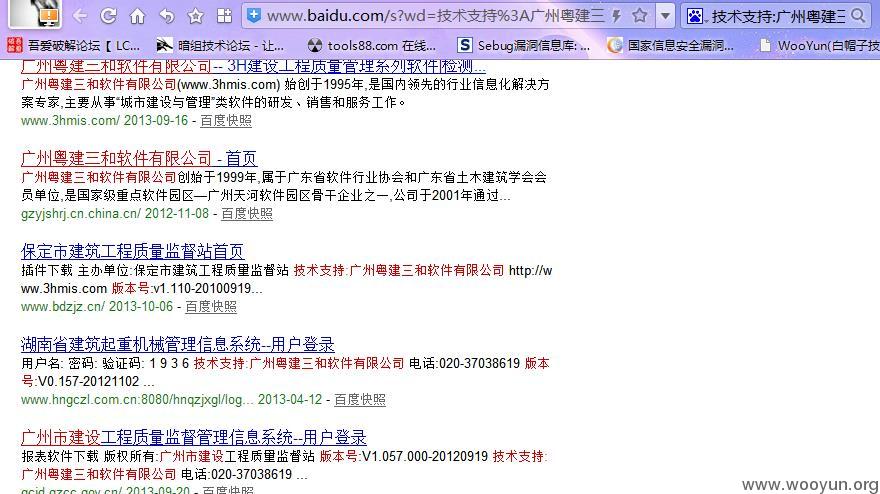 www.baidu.com/s?wd=技术支持%3A广州粤建三
技术支持:广州粤建三
吾爱破解论坛【 LC...
暗组技术论坛 - 让...
tools88.com 在线...
Sebug漏洞信息库: ...
国家信息安全漏洞...
WooYun(白帽子技
广州粤建三和软件有限公司-- 3H建设工程质量管理系列软件|检测...
广州粤建三和软件有限公司(www.3hmis.com) 始创于1995年,是国内领先的行业信息化解决方
案专家,主要从事“城市建设与管理”类软件的研发、销售和服务工作。
www.3hmis.com/ 2013-09-16 - 百度快照
广州粤建三和软件有限公司 - 首页
广州粤建三和软件有限公司创始于1999年,属于广东省软件行业协会和广东省土木建筑学会会
员单位,是国家级重点软件园区—广州天河软件园区骨干企业之一,公司于2001年通过...
gzyjshrj.cn.china.cn/ 2012-11-08 - 百度快照
保定市建筑工程质量监督站首页
插件下载 主办单位:保定市建筑工程质量监督站 技术支持:广州粤建三和软件有限公司 http://w
ww.3hmis.com 版本号:v1.110-20100919...
www.bdzjz.cn/ 2013-10-06 - 百度快照
湖南省建筑起重机械管理信息系统--用户登录
用户名: 密码: 验证码: 1 9 3 6 技术支持:广州粤建三和软件有限公司 电话:020-37038619 版本
号:V0.157-20121102 ...
www.hngczl.com.cn:8080/hnqzjxgl/log... 2013-04-12 - 百度快照
广州市建设工程质量监督管理信息系统--用户登录
报表软件下载 版权所有:广州市建设工程质量监督站 版本号:V1.057.000-20120919 技术支持:
广州粤建三和软件有限公司 电话:020-37038619 ...
gcjd.gzcc.gov.cn/ 2013-09-20 - 百度快照
www.wooyun.org